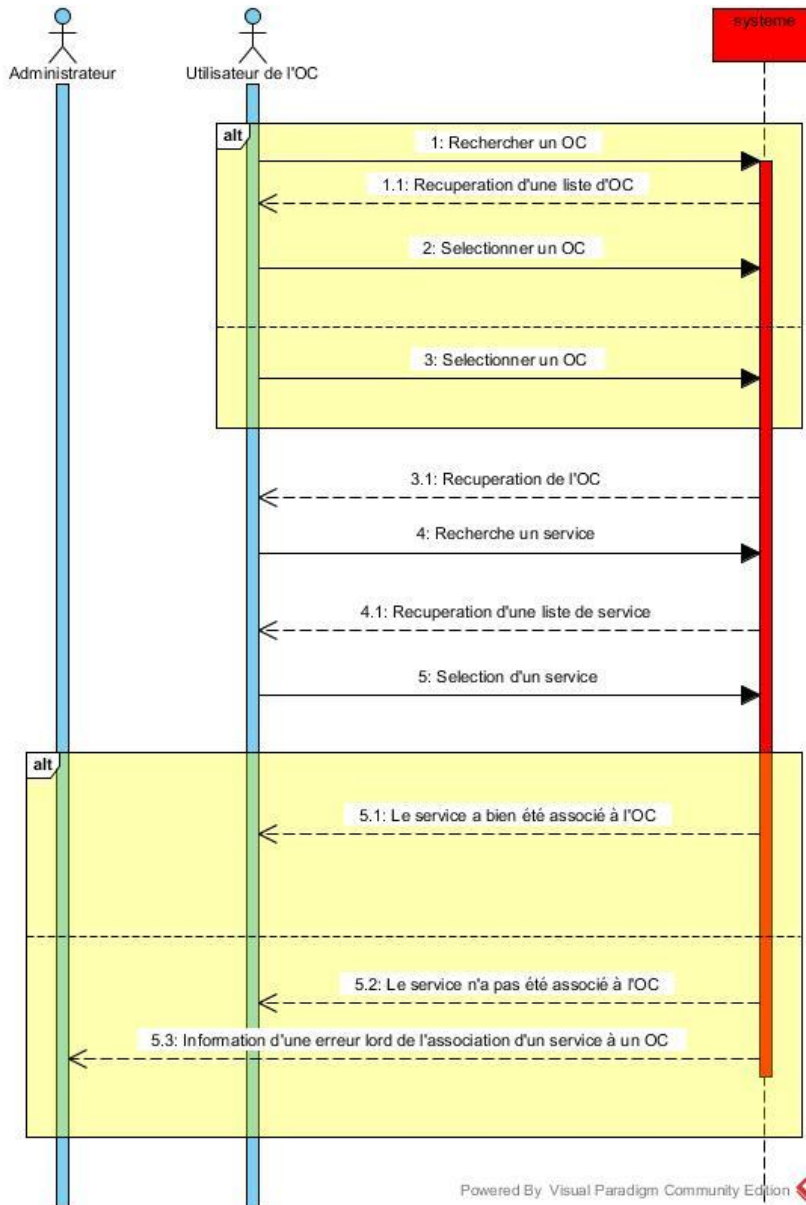 Administrateur
Utilisateur de l'OC
systeme
alt
1: Rechercher un OC
1.1: Recuperation d'une liste d'OC
2: Selectionner un OC
3: Selectionner un OC
3.1: Recuperation de l'OC
4: Recherche un service
4.1: Recuperation d'une liste de service
5: Selection d'un service
alt
5.1: Le service a bien été associé à l'OC
5.2: Le service n'a pas été associé à l'OC
5.3: Information d'une erreur lord de l'association d'un service à un OC
Powered By Visual Paradigm Community Edition